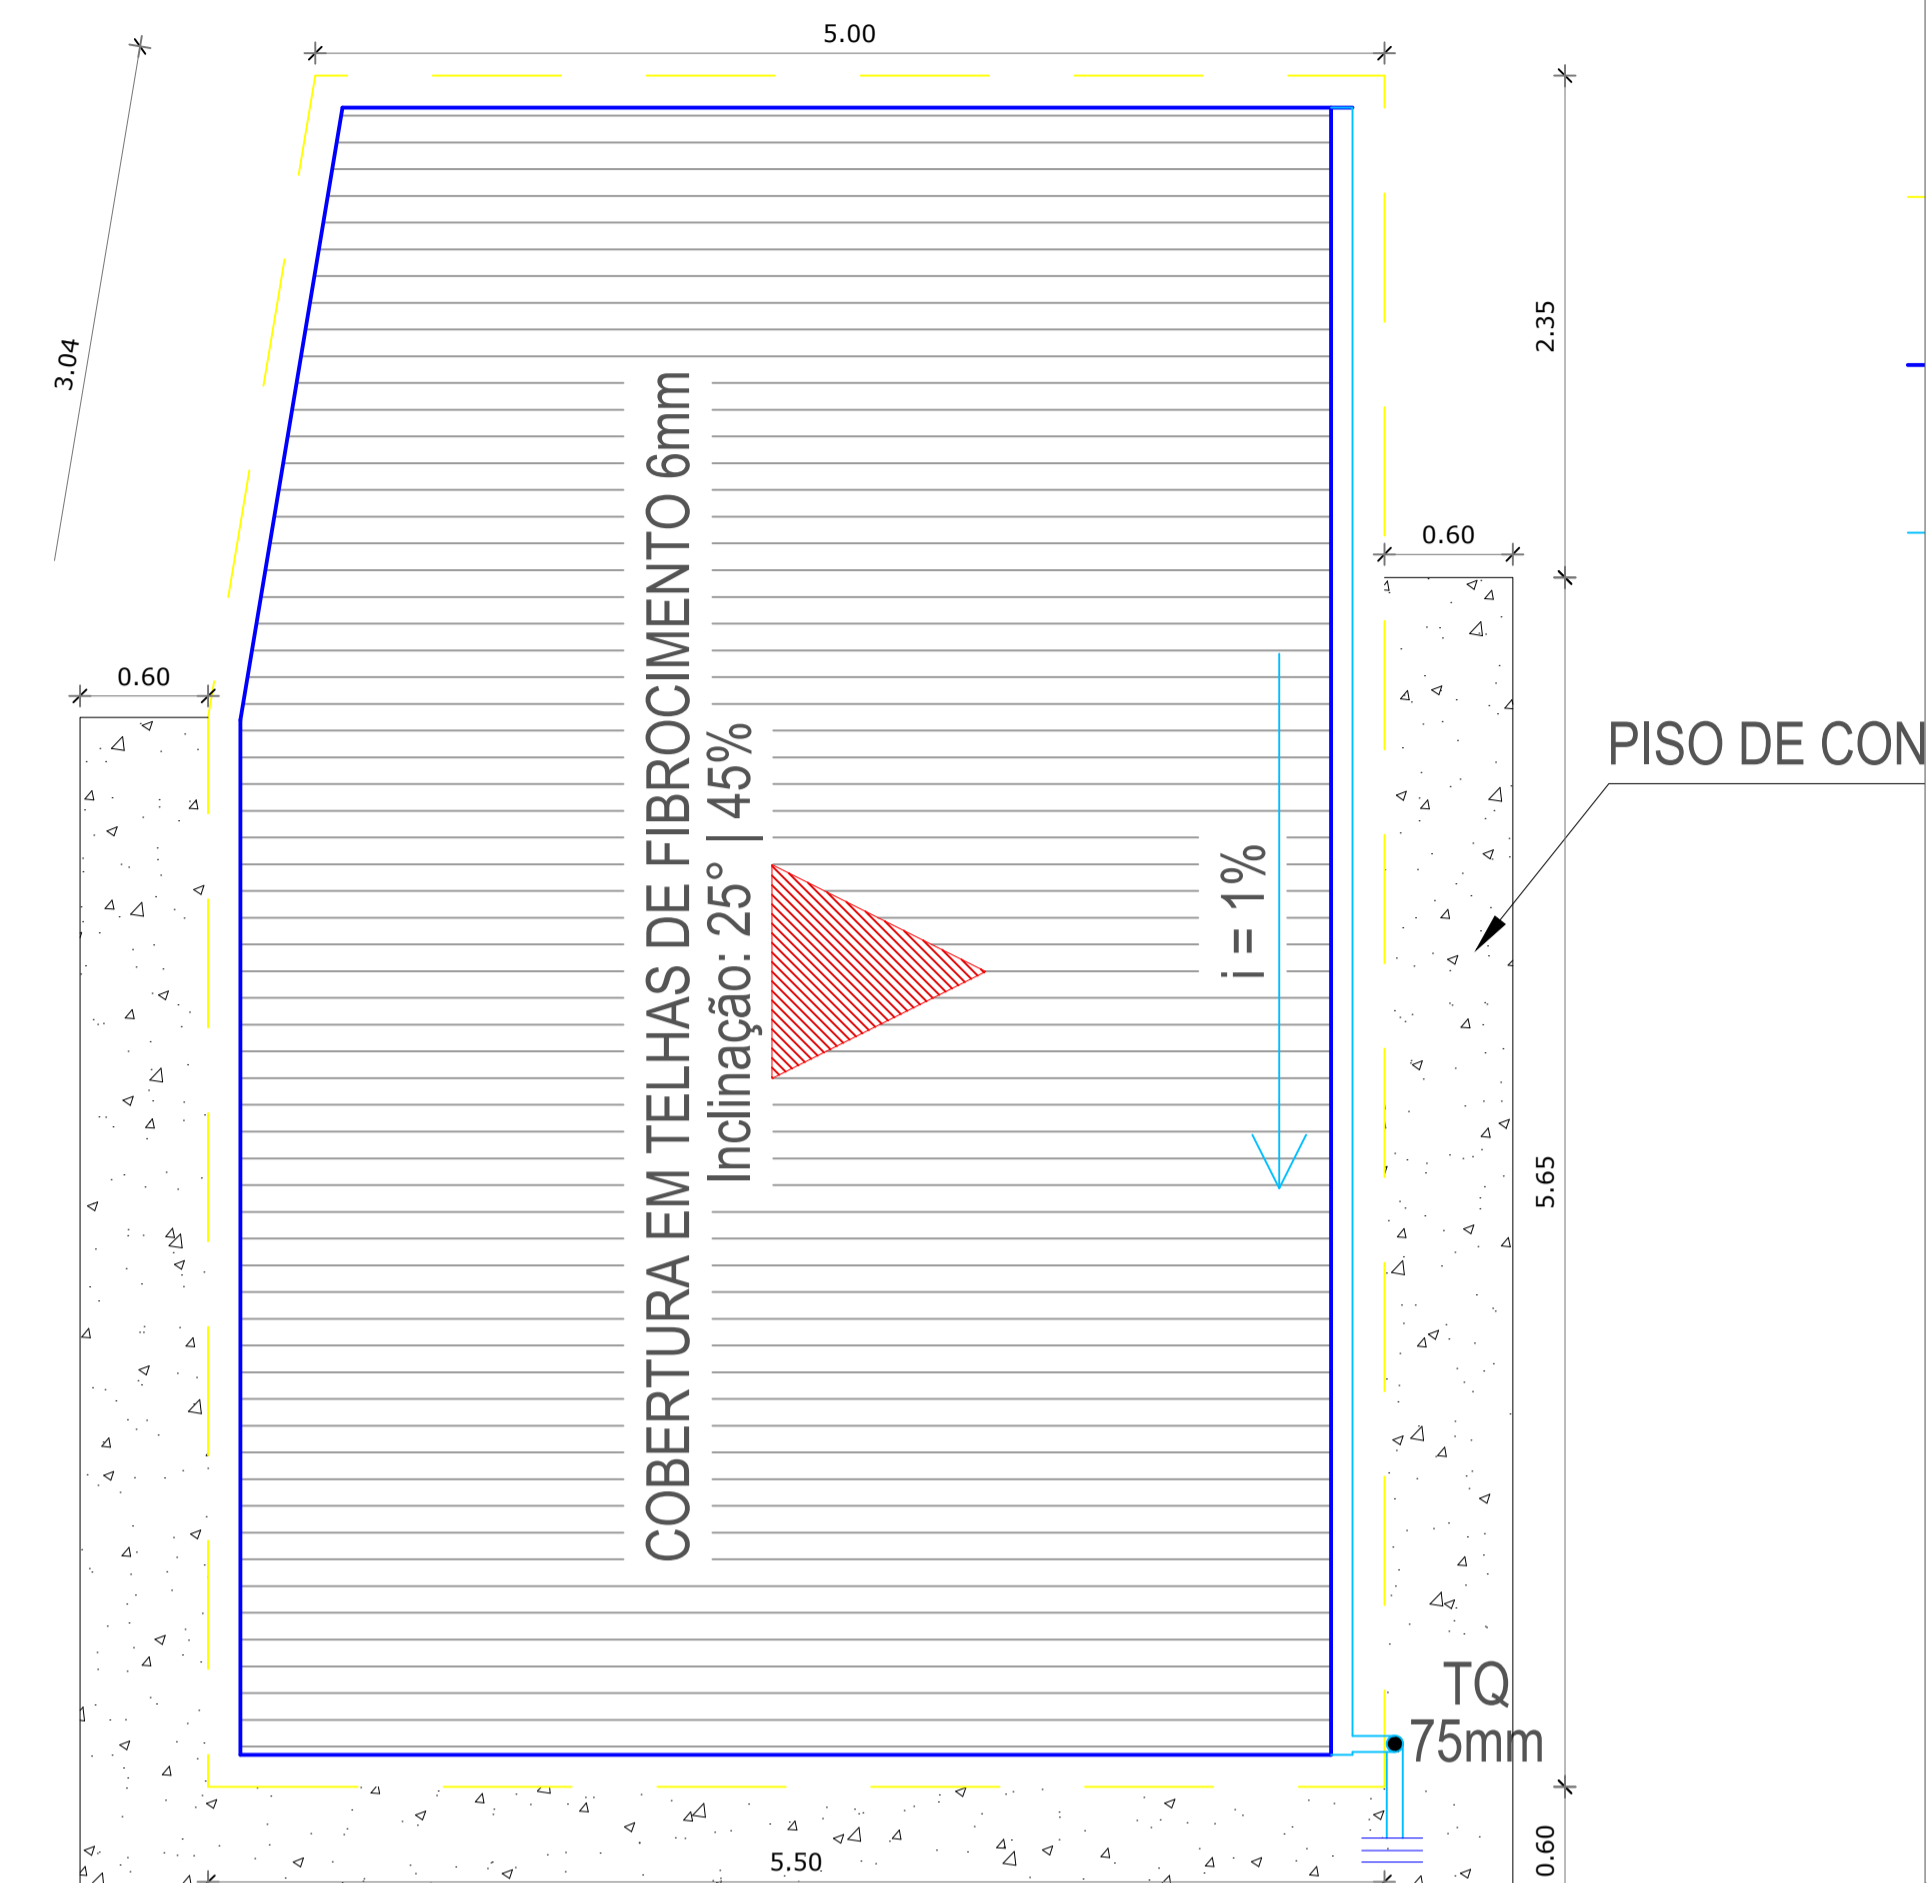 5.00
3.04
2.35
0.60
0.60
PISO DE CON
COBERTURA EM TELHAS DE FIBROCIMENTO 6mm
Inclinação: 25° | 45%
i = 1%
5.65
TQ
75mm
5.50
0.60